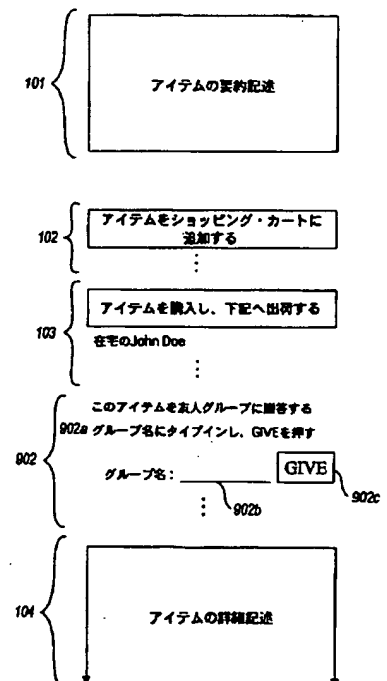 101
アイテムの要約記述
102
アイテムをショッピング・カートに
追加する
103
アイテムを購入し、下記へ出荷する
在宅のJohn Doe
902
このアイテムを友人グループに贈答する
902a グループ名にタイプインし、GIVEを押す
グループ名： GIVE
902b
902c
104
アイテムの詳細記述